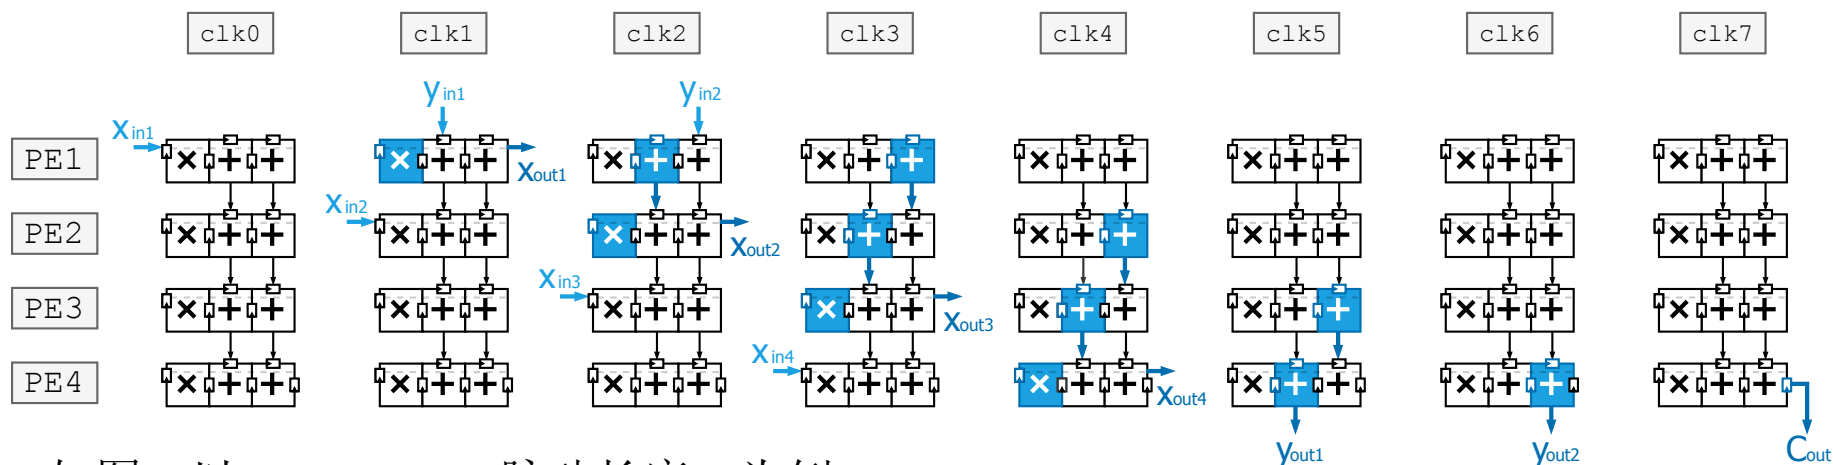 clk0 clk1 clk2 clk3 clk4 clk5 clk6 clk7
yin1 yin2
xin1
PE1 xout1
xin2
PE2 xout2
xin3
PE3 xout3
xin4
PE4 xout4
yout1 yout2 Cout